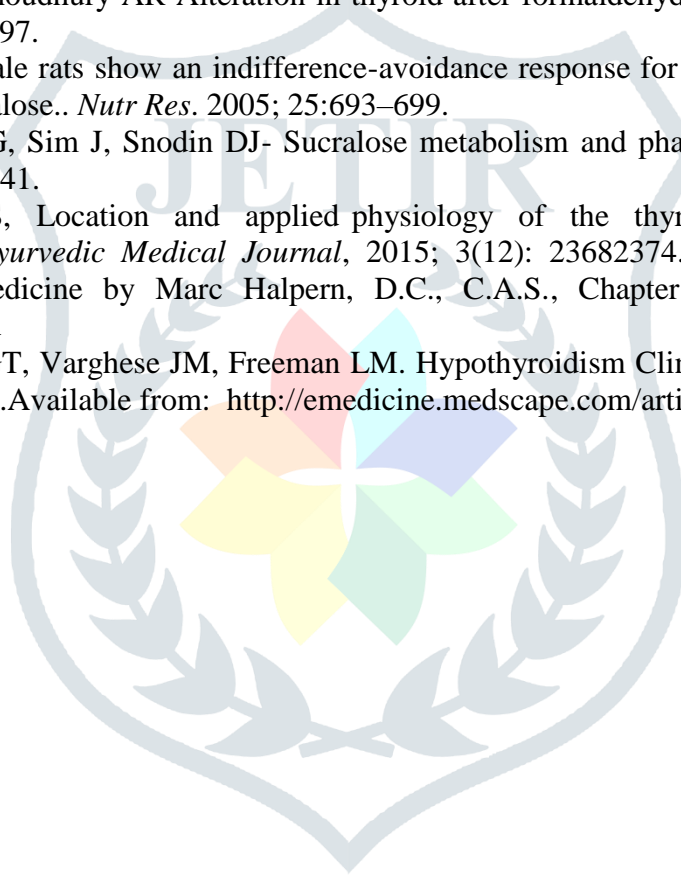 houdhury AR Alteration in thyroid after formaldehyd
97.
ale rats show an indifference-avoidance response for
alose.. Nutr Res. 2005; 25:693–699.
G, Sim J, Snodin DJ- Sucralose metabolism and pha
41.
Location and applied physiology of the thyr
yurvedic Medical Journal, 2015; 3(12): 23682374.
edicine by Marc Halpern, D.C., C.A.S., Chapter
GT, Varghese JM, Freeman LM. Hypothyroidism Clin
.Available from: http://emedicine.medscape.com/arti
JETIR